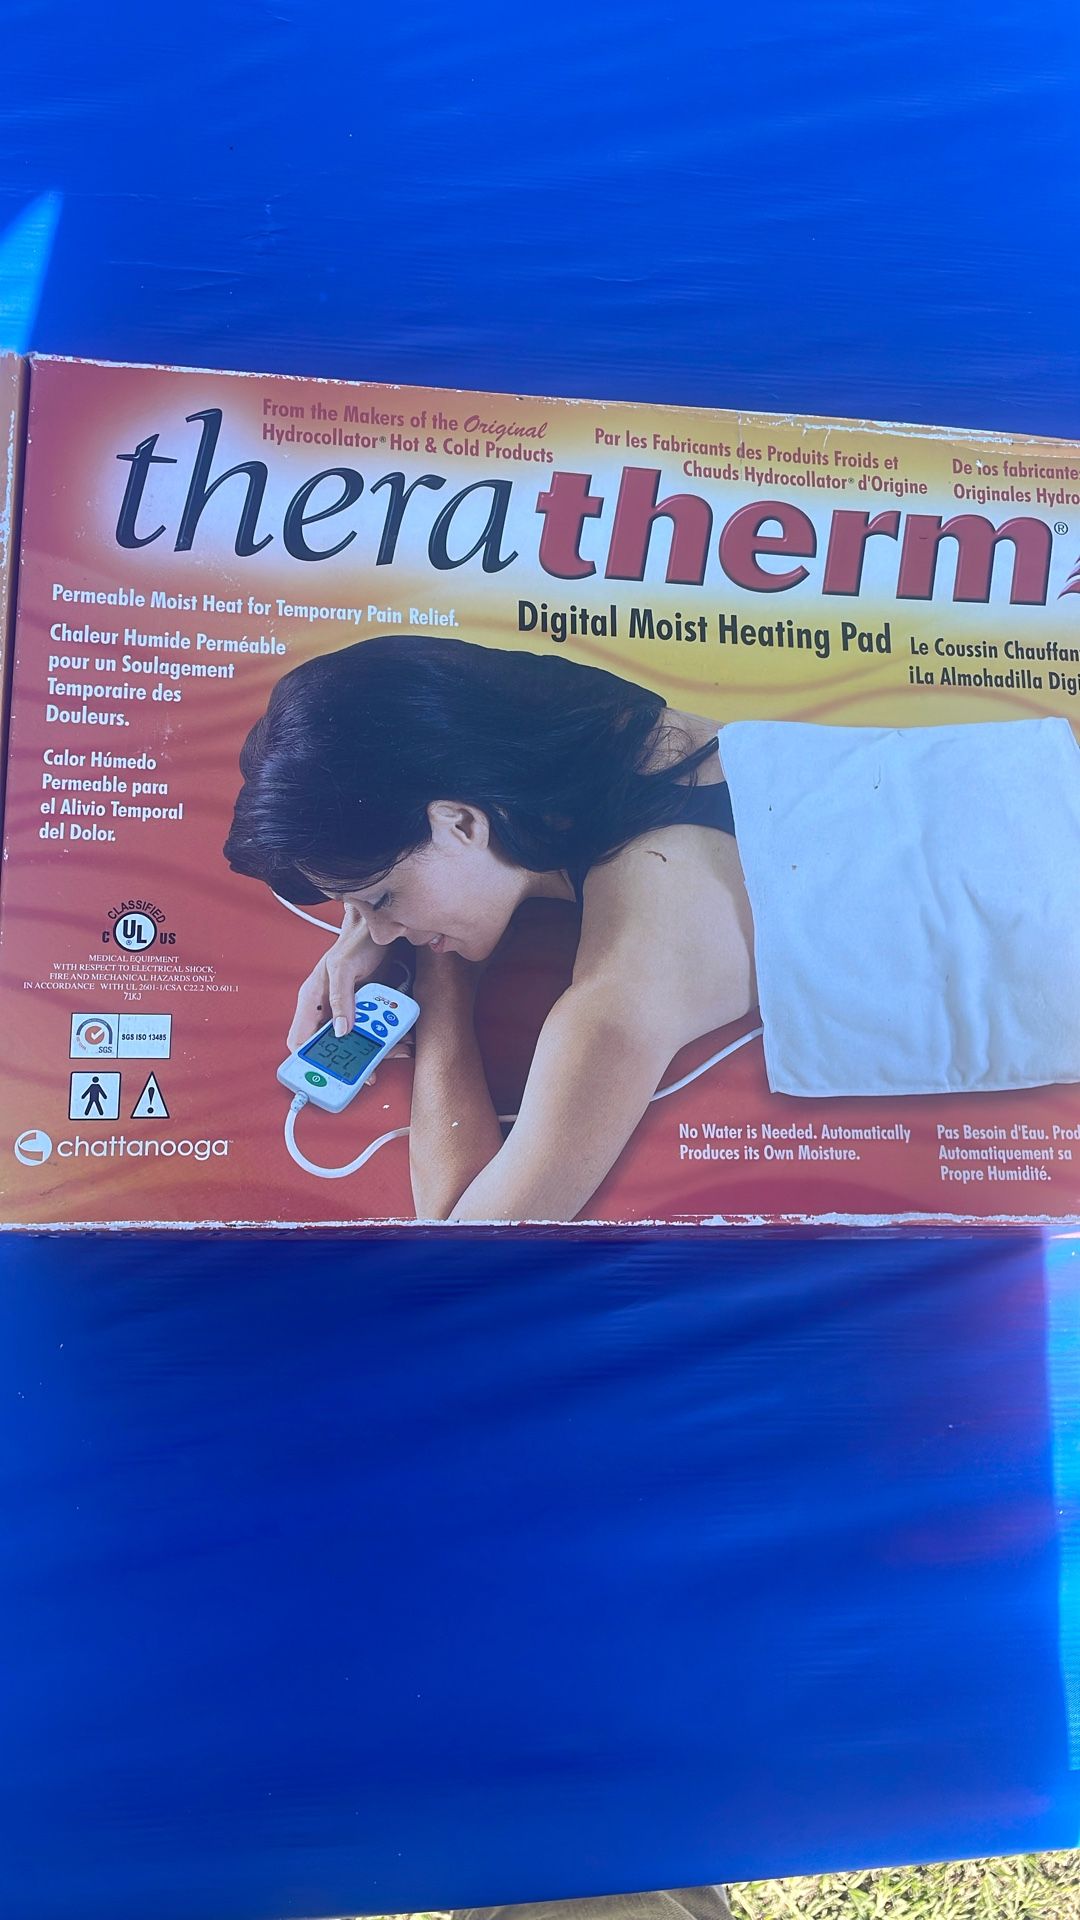 From the Makers of the Original
Hydrocollator® Hot & Cold Products
Par les Fabricants des Produits Froids et
Chauds Hydrocollator® d'Origine
De los fabricante
Originales Hydro
theratherm®
Permeable Moist Heat for Temporary Pain Relief.
Digital Moist Heating Pad
Le Coussin Chauffan
iLa Almohadilla Digi
Chaleur Humide Perméable
pour un Soulagement
Temporaire des
Douleurs.
Calor Húmedo
Permeable para
el Alivio Temporal
del Dolor.
CLASSIFIED
C UL ® US
MEDICAL EQUIPMENT
WITH RESPECT TO ELECTRICAL SHOCK,
FIRE AND MECHANICAL HAZARDS ONLY
IN ACCORDANCE WITH UL 2601-1/CSA C22.2 NO.601.1
71KJ
SGS
SGS ISO 13485
chattanooga™
No Water is Needed. Automatically
Produces its Own Moisture.
Pas Besoin d'Eau. Prod
Automatiquement sa
Propre Humidité.